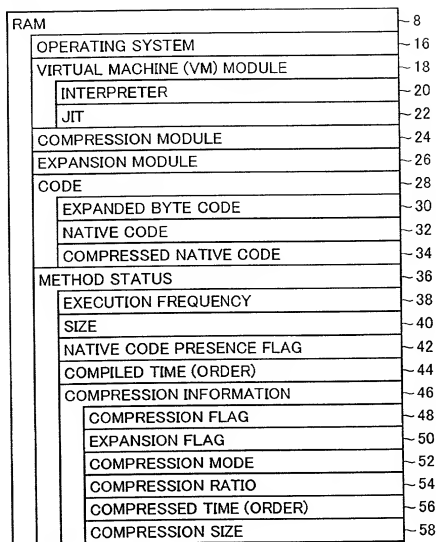 RAM ~8
OPERATING SYSTEM ~16
VIRTUAL MACHINE (VM) MODULE ~18
INTERPRETER ~20
JIT ~22
COMPRESSION MODULE ~24
EXPANSION MODULE ~26
CODE ~28
EXPANDED BYTE CODE ~30
NATIVE CODE ~32
COMPRESSED NATIVE CODE ~34
METHOD STATUS ~36
EXECUTION FREQUENCY ~38
SIZE ~40
NATIVE CODE PRESENCE FLAG ~42
COMPILED TIME (ORDER) ~44
COMPRESSION INFORMATION ~46
COMPRESSION FLAG ~48
EXPANSION FLAG ~50
COMPRESSION MODE ~52
COMPRESSION RATIO ~54
COMPRESSED TIME (ORDER) ~56
COMPRESSION SIZE ~58